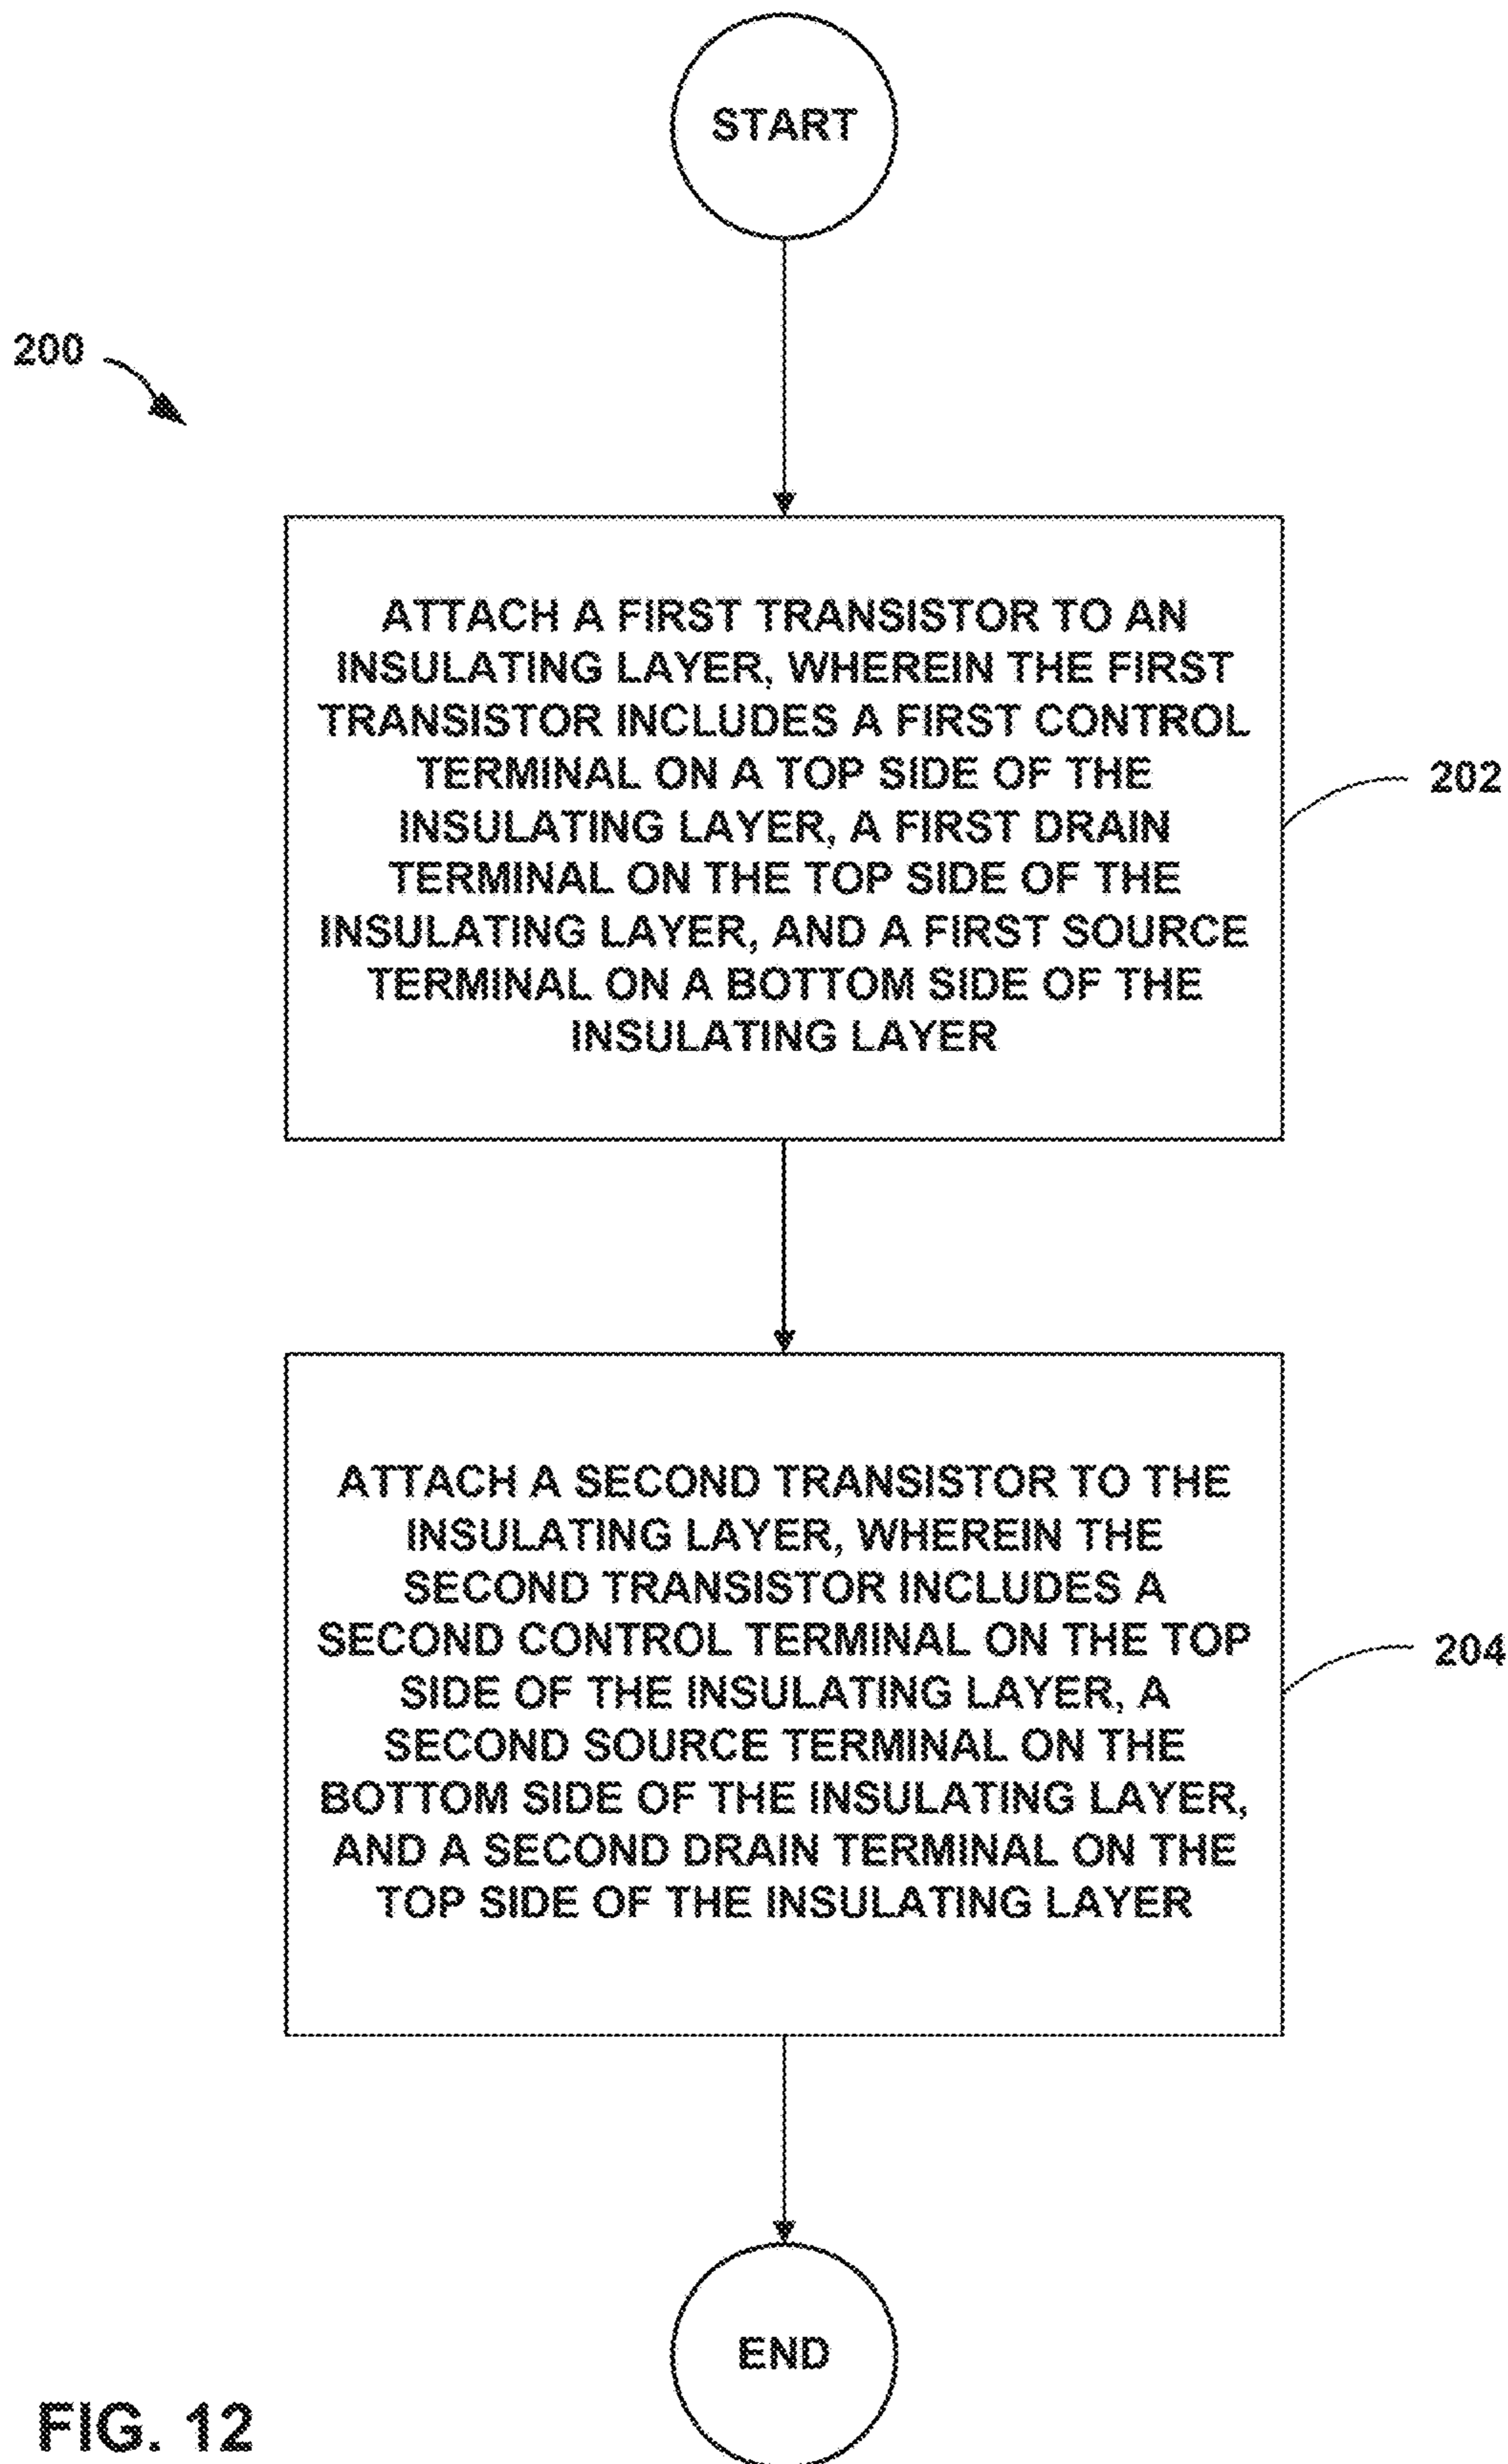 START
200
ATTACH A FIRST TRANSISTOR TO AN
INSULATING LAYER, WHEREIN THE FIRST
TRANSISTOR INCLUDES A FIRST CONTROL
TERMINAL ON A TOP SIDE OF THE
INSULATING LAYER, A FIRST DRAIN
TERMINAL ON THE TOP SIDE OF THE
INSULATING LAYER, AND A FIRST SOURCE
TERMINAL ON A BOTTOM SIDE OF THE
INSULATING LAYER
202
ATTACH A SECOND TRANSISTOR TO THE
INSULATING LAYER, WHEREIN THE
SECOND TRANSISTOR INCLUDES A
SECOND CONTROL TERMINAL ON THE TOP
SIDE OF THE INSULATING LAYER, A
SECOND SOURCE TERMINAL ON THE
BOTTOM SIDE OF THE INSULATING LAYER,
AND A SECOND DRAIN TERMINAL ON THE
TOP SIDE OF THE INSULATING LAYER
204
END
FIG. 12